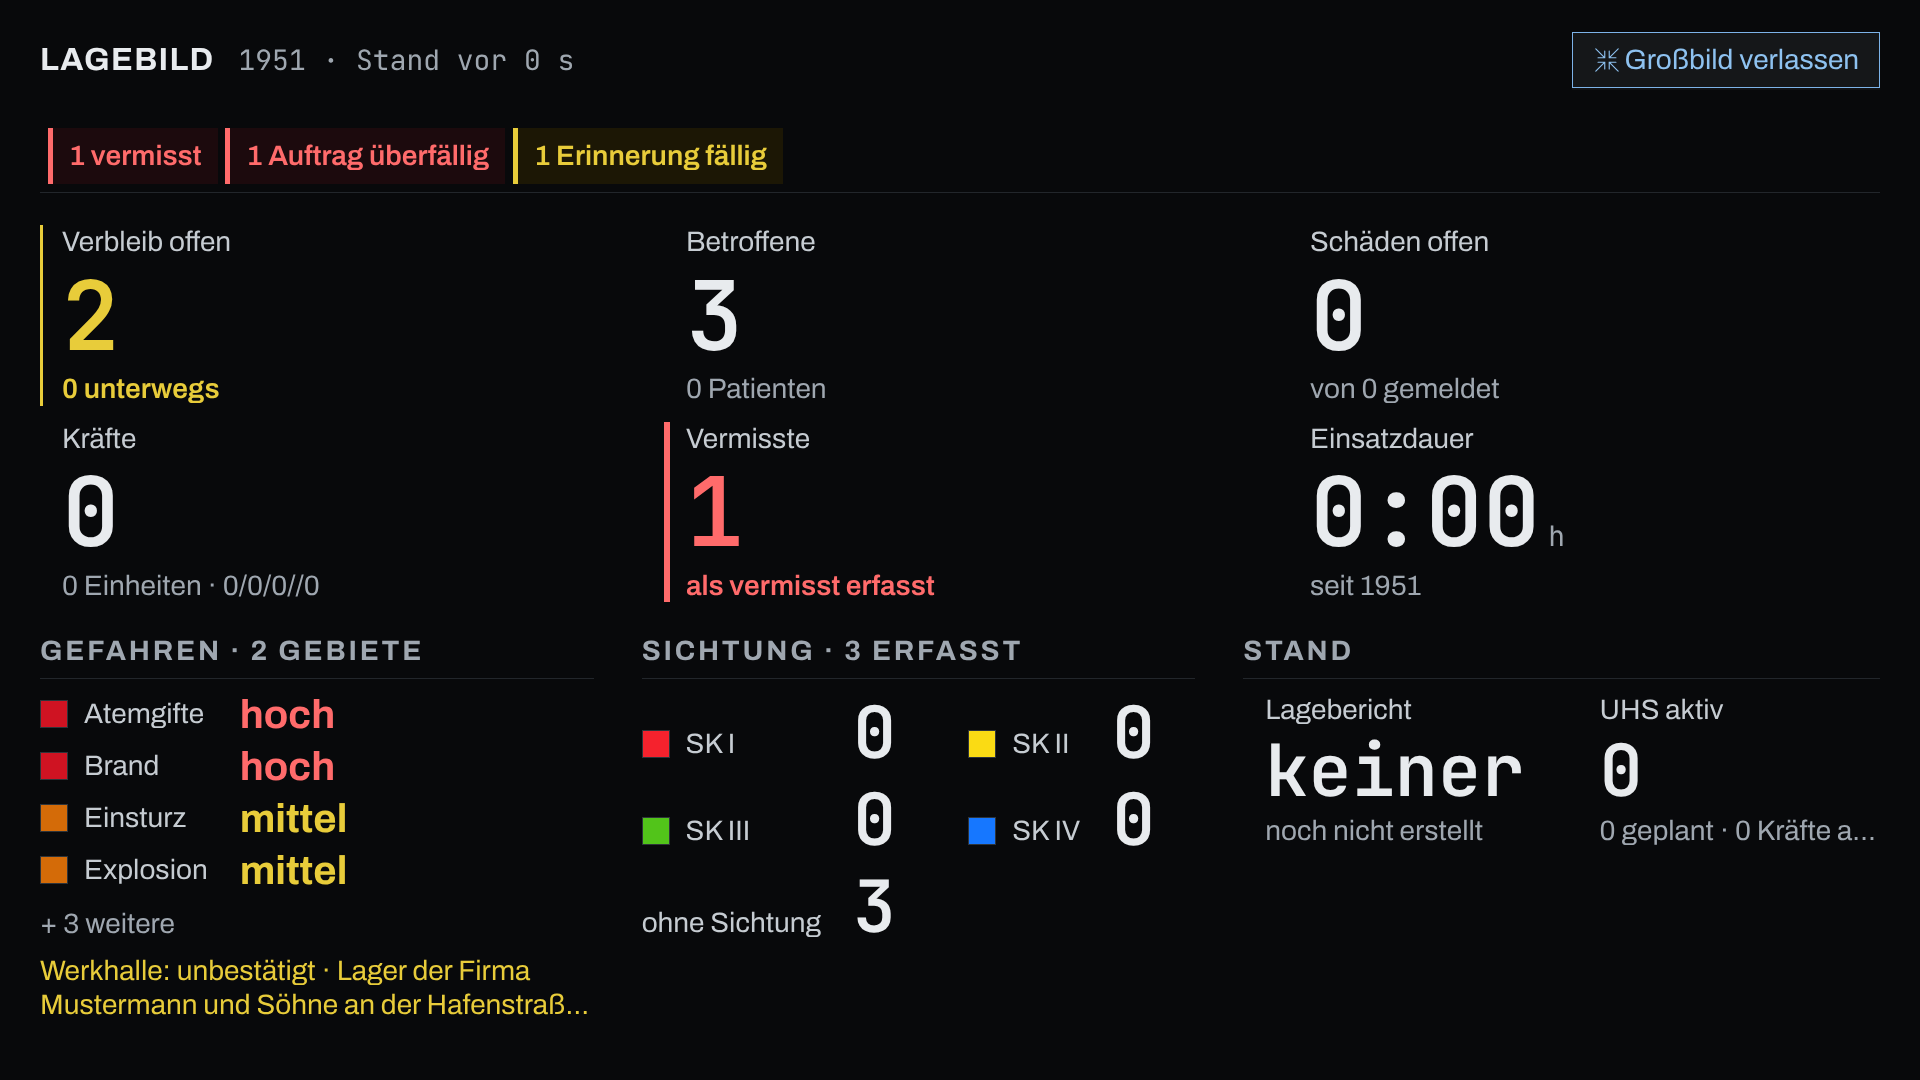 LAGEBILD 1951 · Stand vor 0 s
Großbild verlassen
1 vermisst
1 Auftrag überfällig
1 Erinnerung fällig
Verbleib offen
2
0 unterwegs
Betroffene
3
0 Patienten
Schäden offen
0
von 0 gemeldet
Kräfte
0
0 Einheiten · 0/0/0//0
Vermisste
1
als vermisst erfasst
Einsatzdauer
0:00 h
seit 1951
GEFAHREN · 2 GEBIETE
Atemgifte hoch
Brand hoch
Einsturz mittel
Explosion mittel
+ 3 weitere
Werkhalle: unbestätigt · Lager der Firma
Mustermann und Söhne an der Hafenstraß…
SICHTUNG · 3 ERFASST
SK I 0
SK II 0
SK III 0
SK IV 0
ohne Sichtung 3
STAND
Lagebericht
keiner
noch nicht erstellt
UHS aktiv
0
0 geplant · 0 Kräfte a…